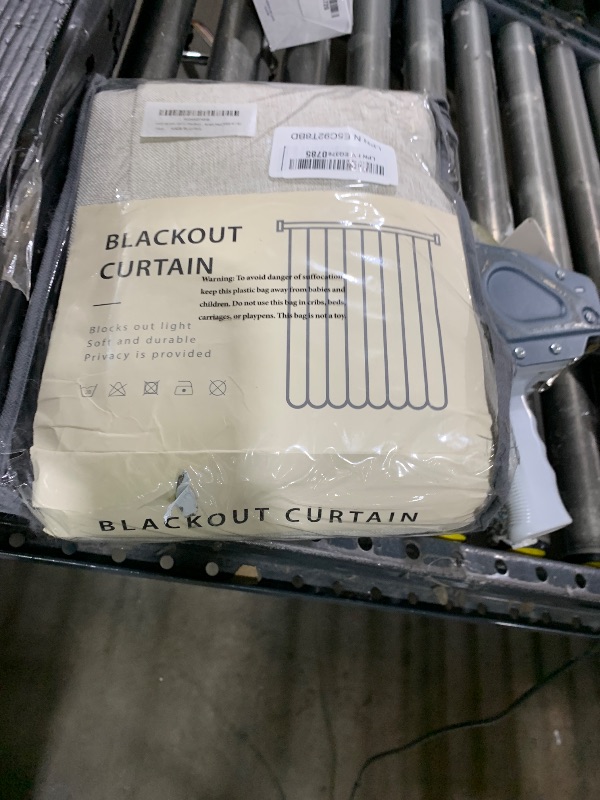 BLACKOUT
CURTAIN
Warning: To avoid danger of suffocation,
keep this plastic bag away from babies and
children. Do not use this bag in cribs, beds,
carriages, or playpens. This bag is not a toy.
Blocks out light
Soft and durable
Privacy is provided
BLACKOUT CURTAIN
0785